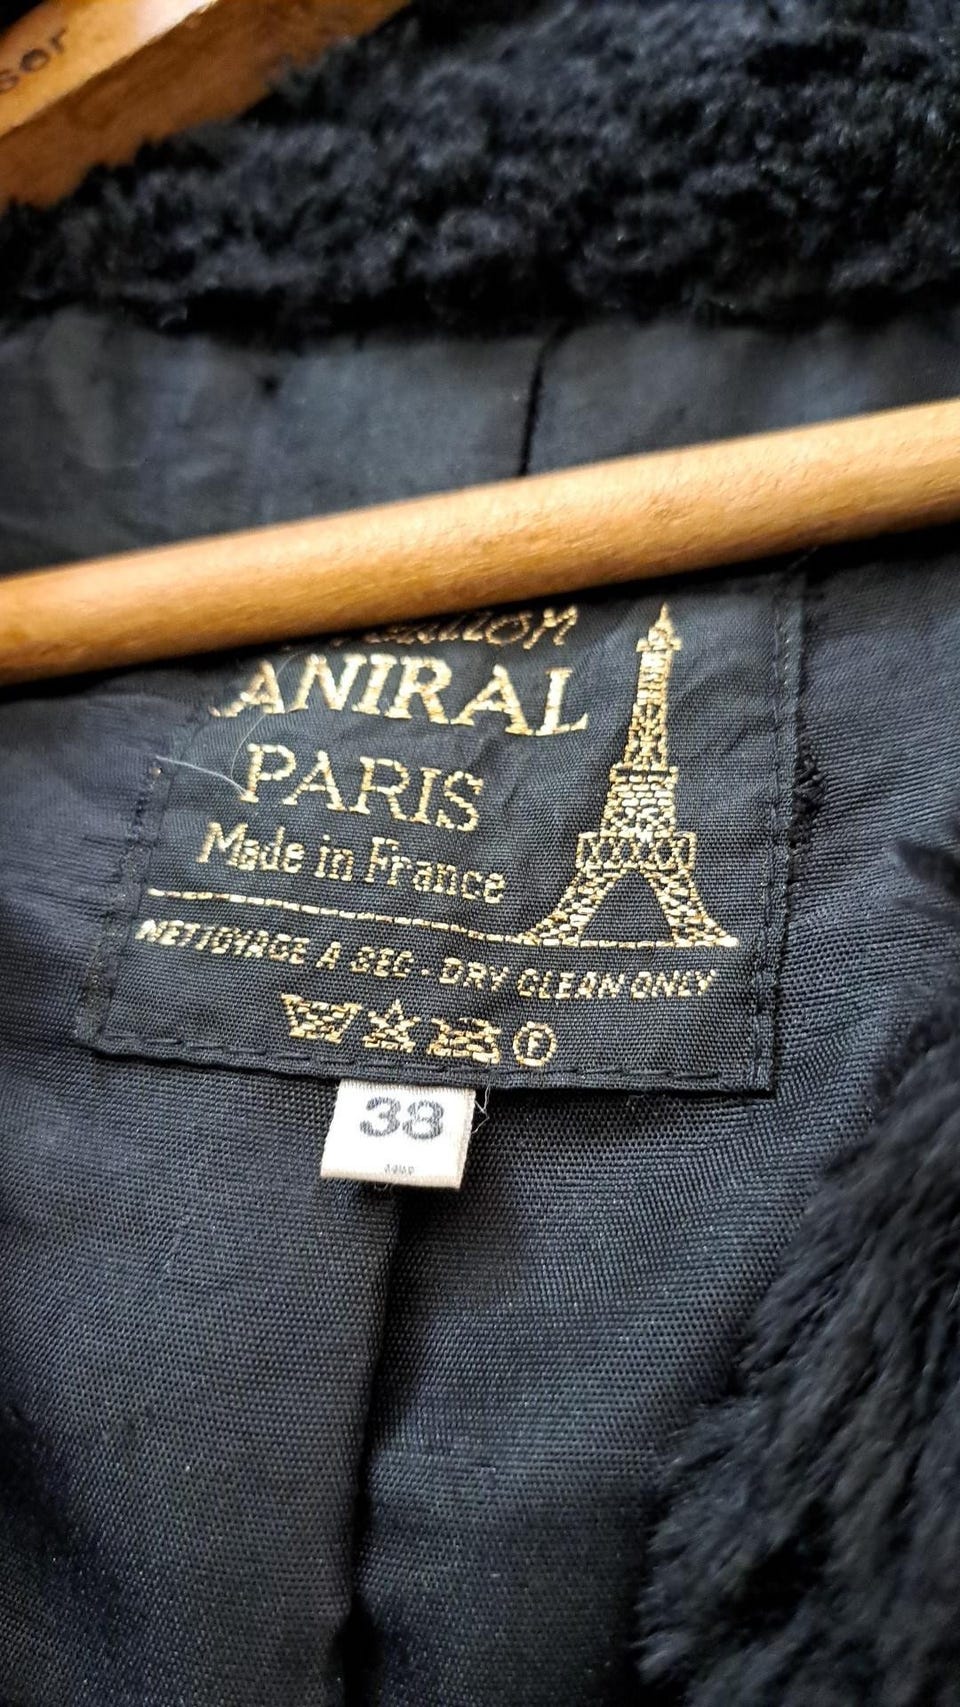 ANIRAL
PARIS
Made in France
NETTOYAGE A SEC - DRY CLEAN ONLY
P
38